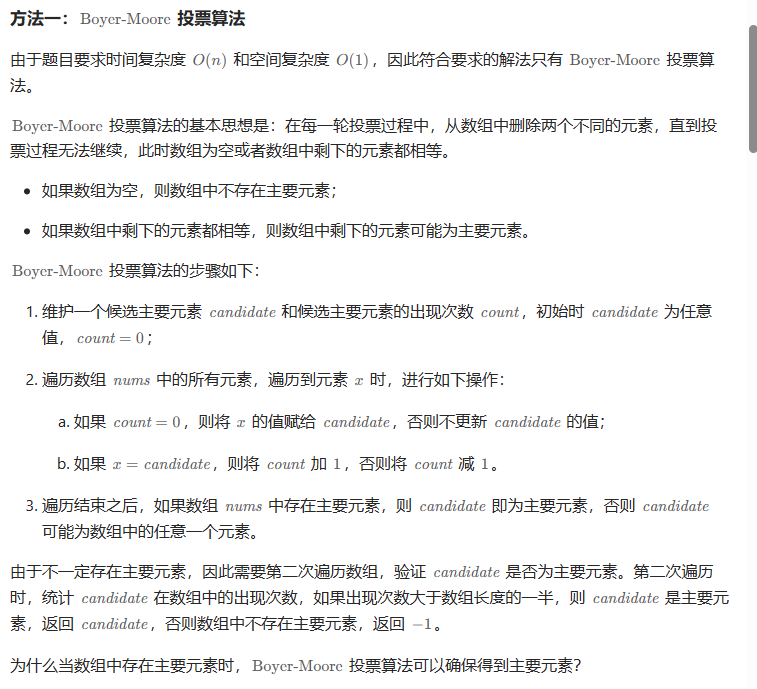 方法一：Boyer-Moore 投票算法
由于题目要求时间复杂度 O(n) 和空间复杂度 O(1)，因此符合要求的解法只有 Boyer-Moore 投票算
法。
Boyer-Moore 投票算法的基本思想是：在每一轮投票过程中，从数组中删除两个不同的元素，直到投
票过程无法继续，此时数组为空或者数组中剩下的元素都相等。
• 如果数组为空，则数组中不存在主要元素；
• 如果数组中剩下的元素都相等，则数组中剩下的元素可能为主要元素。
Boyer-Moore 投票算法的步骤如下：
1. 维护一个候选主要元素 candidate 和候选主要元素的出现次数 count，初始时 candidate 为任意
值，count = 0；
2. 遍历数组 nums 中的所有元素，遍历到元素 x 时，进行如下操作：
a. 如果 count = 0，则将 x 的值赋给 candidate，否则不更新 candidate 的值；
b. 如果 x = candidate，则将 count 加 1，否则将 count 减 1。
3. 遍历结束之后，如果数组 nums 中存在主要元素，则 candidate 即为主要元素，否则 candidate
可能为数组中的任意一个元素。
由于不一定存在主要元素，因此需要第二次遍历数组，验证 candidate 是否为主要元素。第二次遍历
时，统计 candidate 在数组中的出现次数，如果出现次数大于数组长度的一半，则 candidate 是主要元
素，返回 candidate，否则数组中不存在主要元素，返回 −1。
为什么当数组中存在主要元素时，Boyer-Moore 投票算法可以确保得到主要元素？